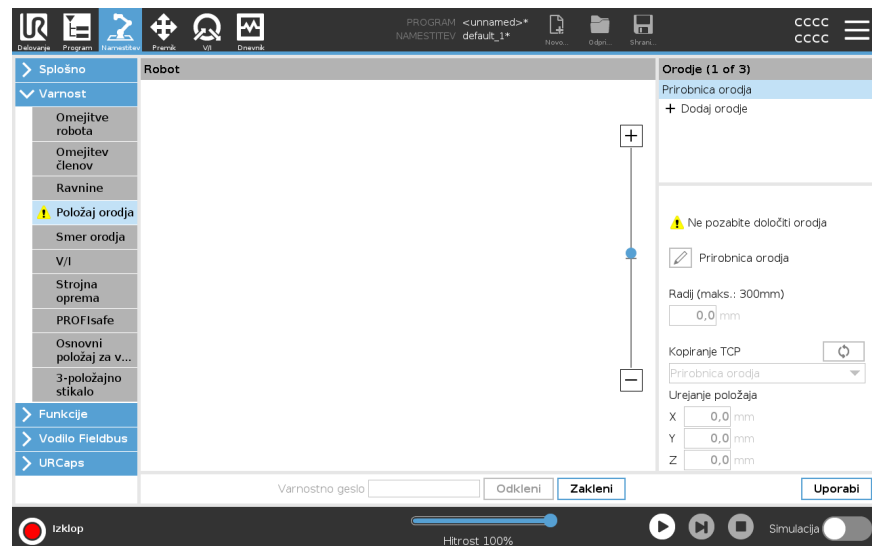 PROGRAM <unnamed>*
NAMESTITEV default_1*
Delovanje Program Namestitev Premik V/I Dnevnik Novo... Odpri... Shrani...
CCCC
CCCC
Splošno
Varnost
Omejitve
robota
Omejitev
členov
Ravnine
Položaj orodja
Smer orodja
V/I
Strojna
oprema
PROFIsafe
Osnovni
položaj za v...
3-položajno
stikalo
Funkcije
Vodilo Fieldbus
URCaps
Robot
Orodje (1 of 3)
Prirobnica orodja
Dodaj orodje
Ne pozabite določiti orodja
Prirobnica orodja
Radij (maks.: 300mm)
0,0 mm
Kopiranje TCP
Prirobnica orodja
Urejanje položaja
X 0,0 mm
Y 0,0 mm
Z 0,0 mm
Varnostno geslo Odkleni Zakleni Uporabi
Izklop
Hitrost 100%
Simulacija